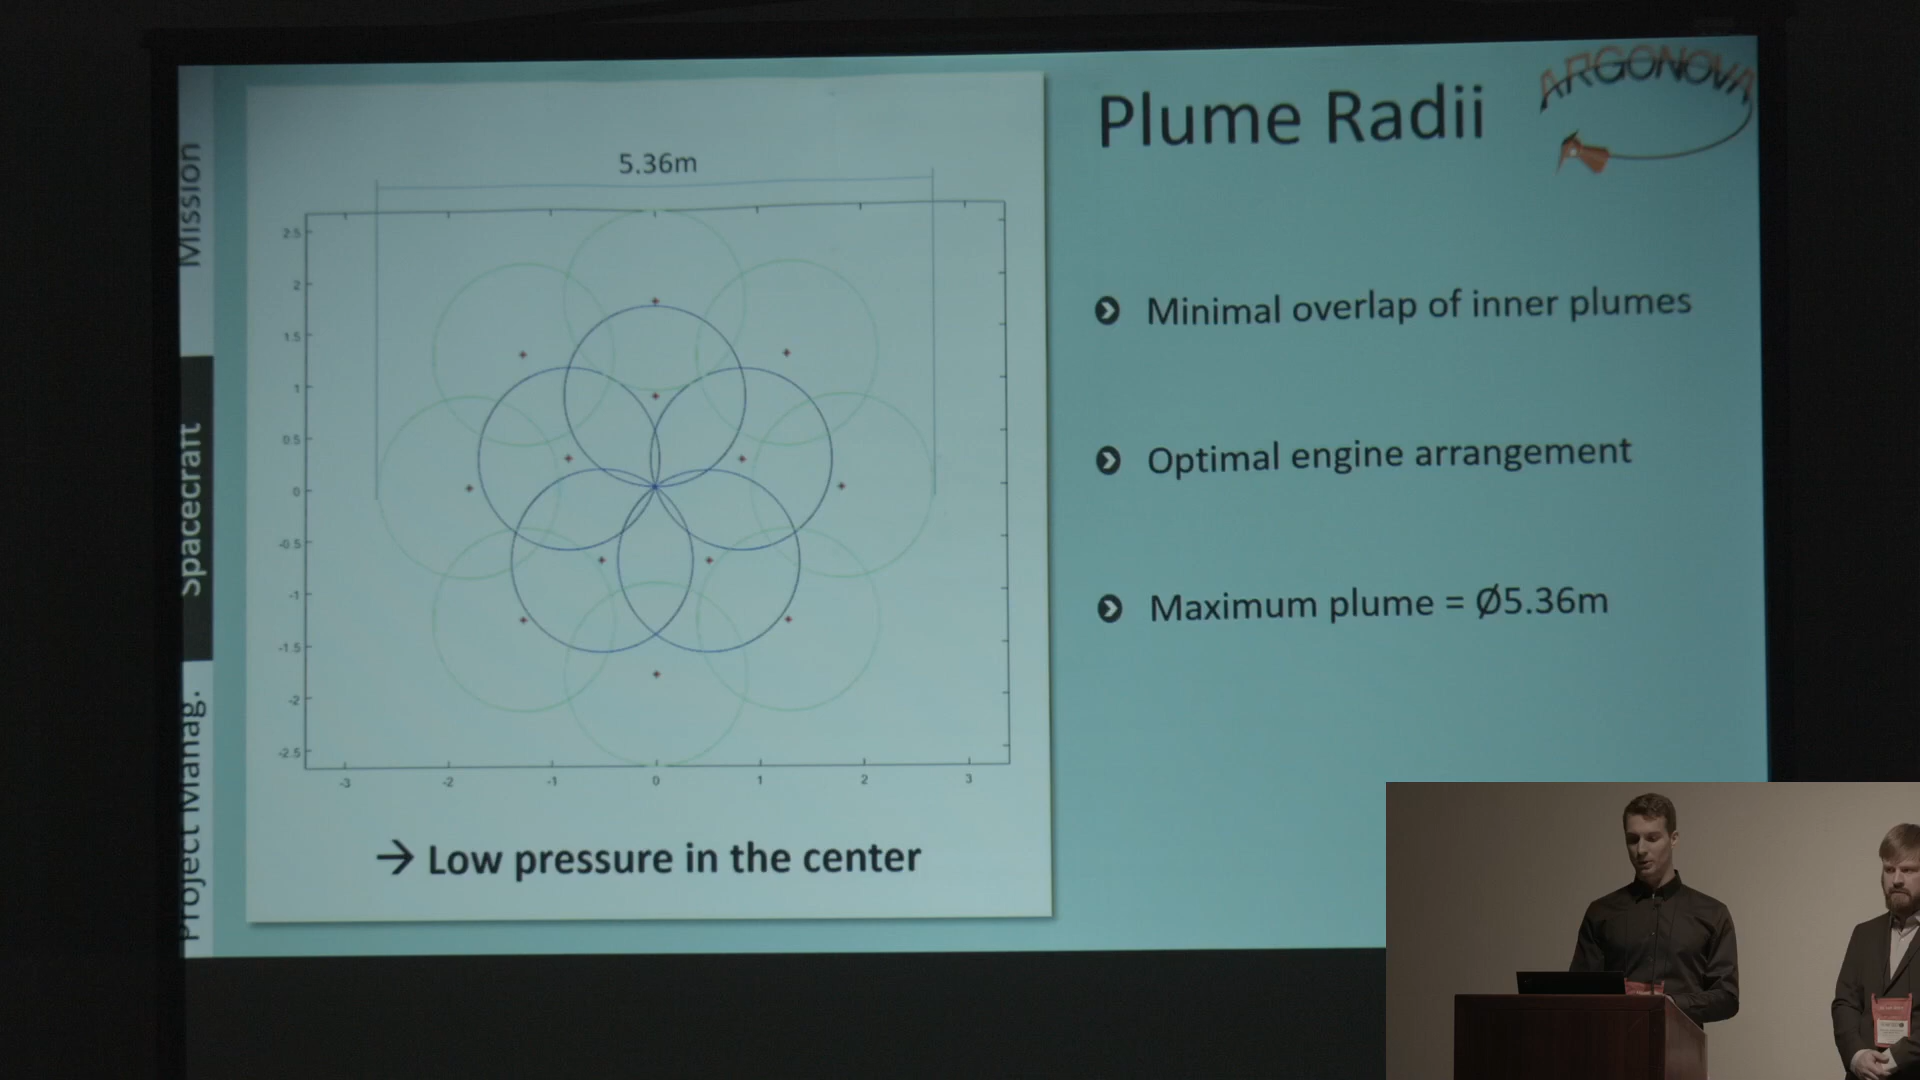 Mission
Spacecraft
Project Manag.
5.36m
2.5
2
1.5
1
0.5
0
-0.5
-1
-1.5
-2
-2.5
-3
-2
-1
0
1
2
3
→ Low pressure in the center
Plume Radii
ARGONOVA
Minimal overlap of inner plumes
Optimal engine arrangement
Maximum plume = Ø5.36m